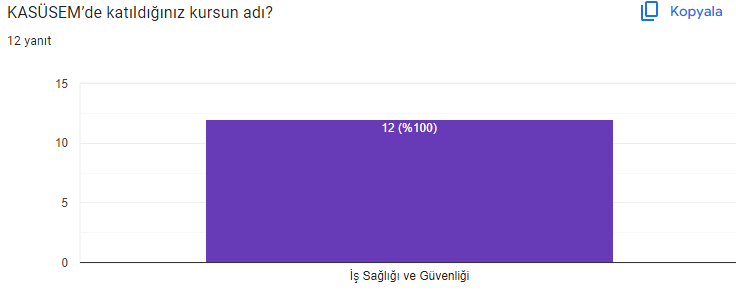 KASÜSEM’de katıldığınız kursun adı?
Kopyala
12 yanıt
15
10
5
0
12 (%100)
İş Sağlığı ve Güvenliği